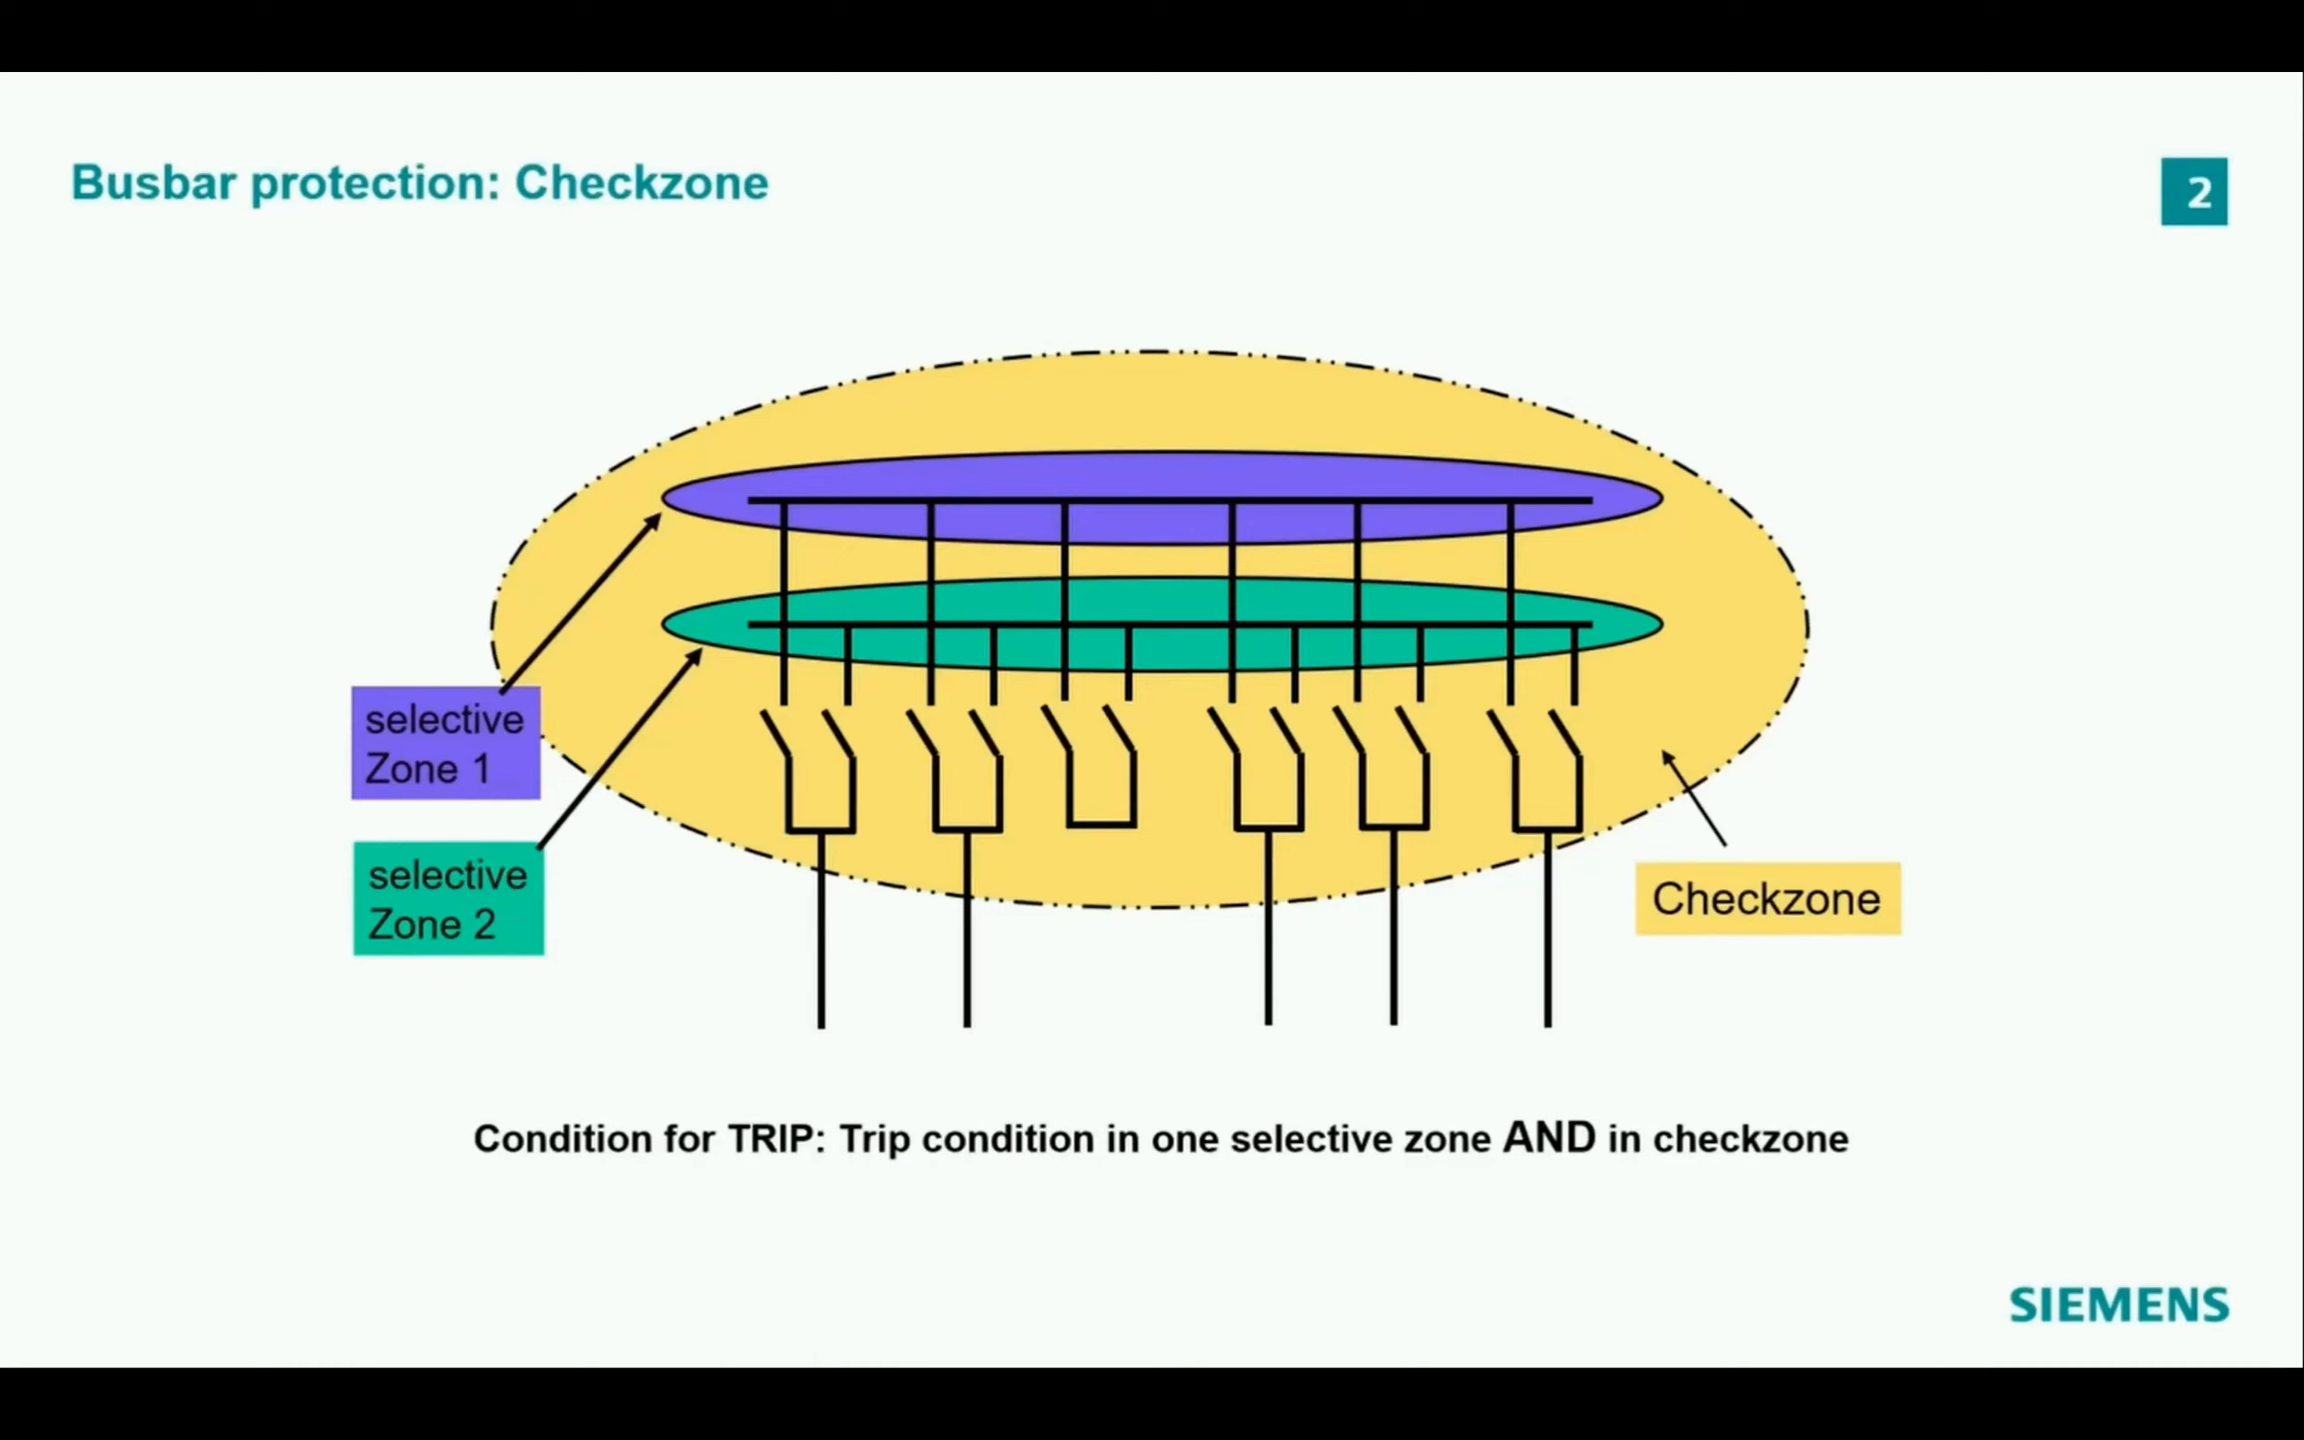 Busbar protection: Checkzone
2
selective
Zone 1
selective
Zone 2
Checkzone
Condition for TRIP: Trip condition in one selective zone AND in checkzone
SIEMENS